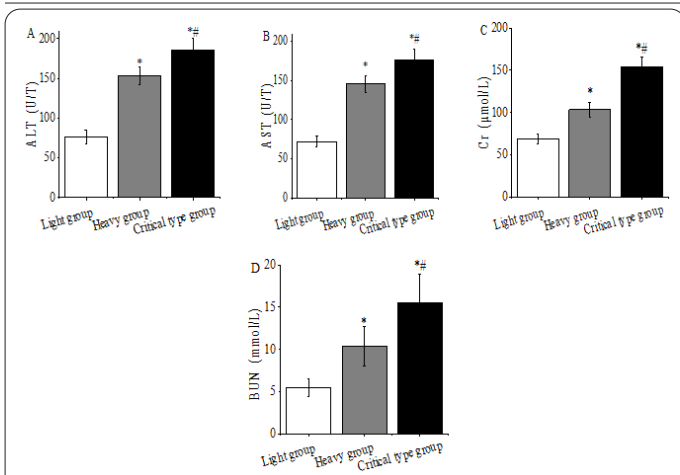 A
ALT (U/T)
200
150
100
50
0
*
*#
Light group
Heavy group
Critical type group
B
AST (U/T)
200
150
100
50
0
*
*#
Light group
Heavy group
Critical type group
C
Cr (μmol/L)
200
150
100
50
0
*
*#
Light group
Heavy group
Critical type group
D
BUN (mmol/L)
20
15
10
5
0
*
*#
Light group
Heavy group
Critical type group